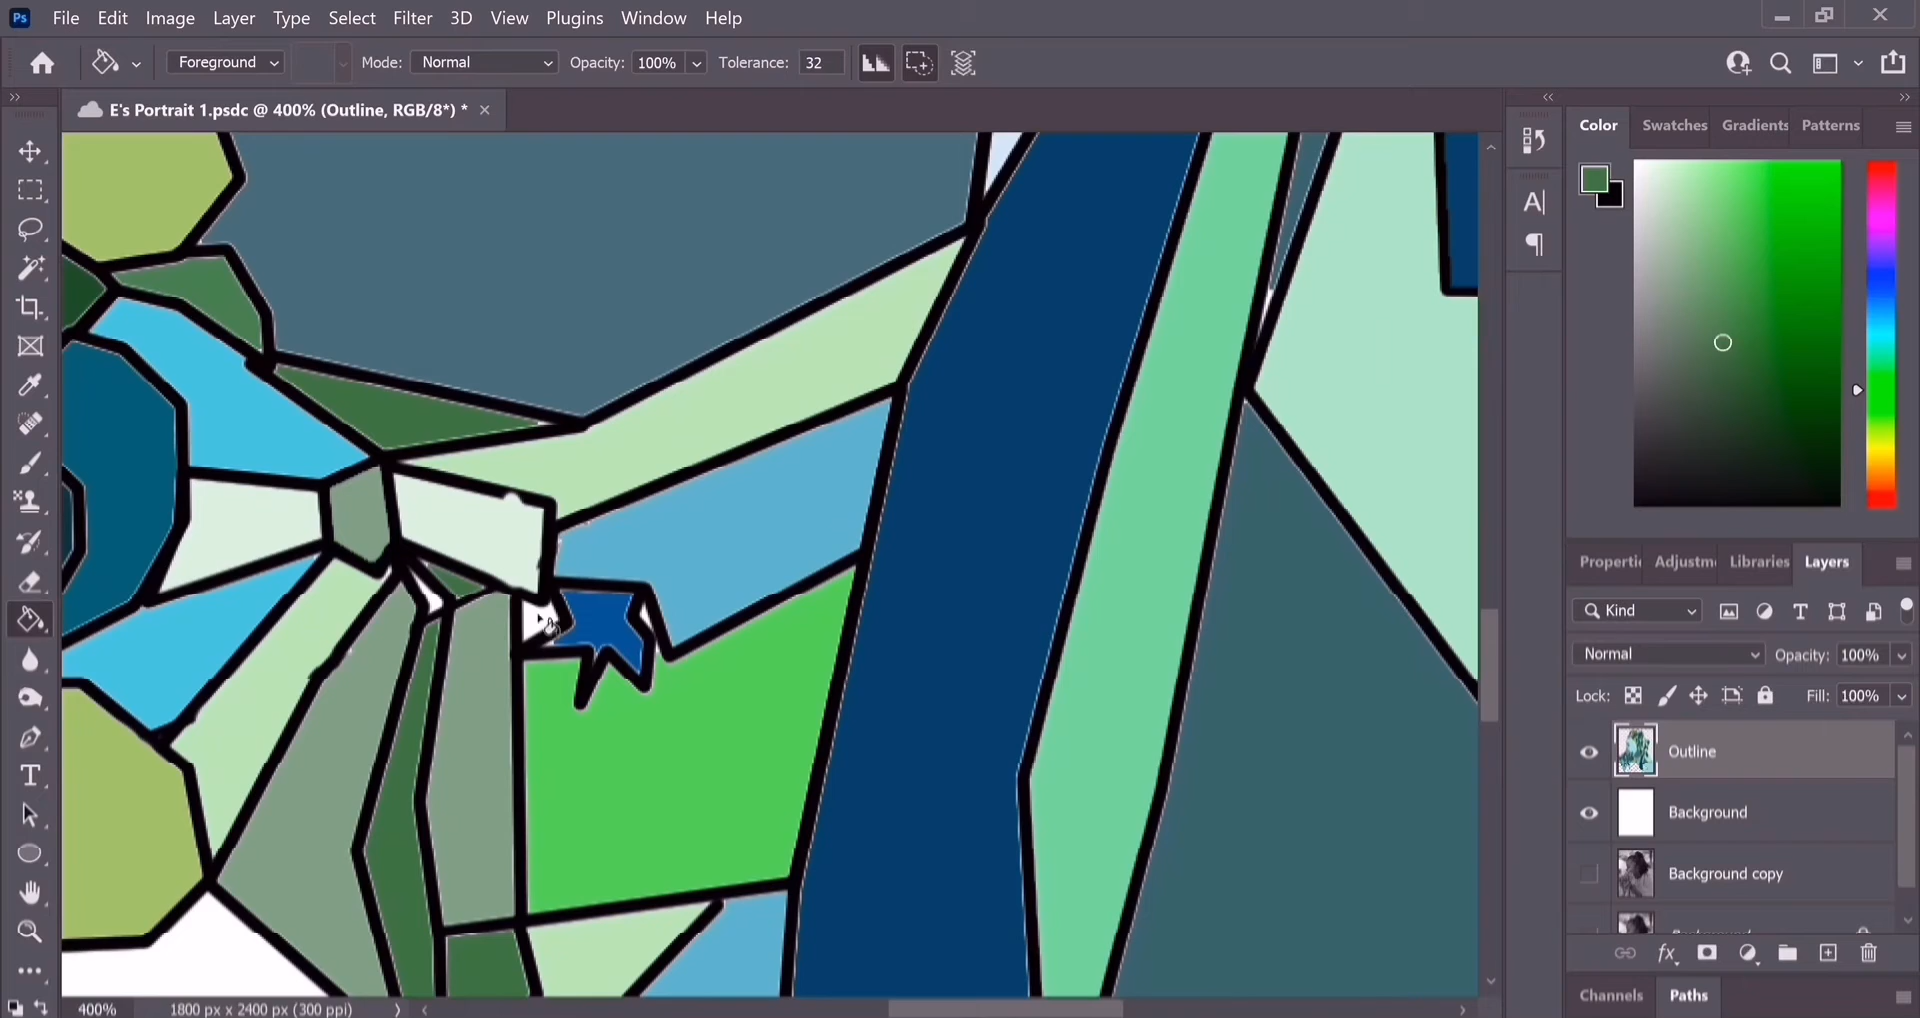 Ps File Edit Image Layer Type Select Filter 3D View Plugins Window Help
Foreground Mode: Normal Opacity: 100% Tolerance: 32
E's Portrait 1.psdc @ 400% (Outline, RGB/8*) *
Color Swatches Gradients Patterns
Properti Adjustm Libraries Layers
Kind
Normal Opacity: 100%
Lock: Fill: 100%
Outline
Background
Background copy
Channels Paths
400% 1800 px x 2400 px (300 ppi)